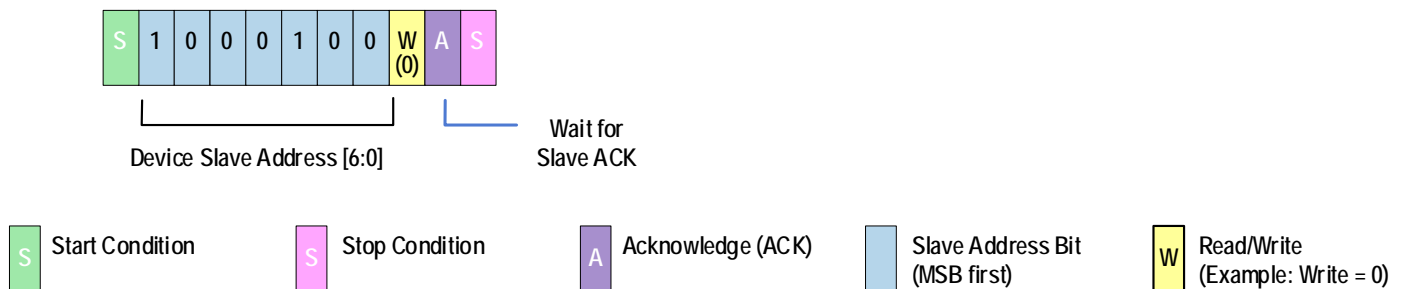 S 1 0 0 0 1 0 0 W A S
(0)
Wait for
Device Slave Address [6:0] Slave ACK
S Start Condition S Stop Condition A Acknowledge (ACK) Slave Address Bit W Read/Write
(MSB first) (Example: Write = 0)